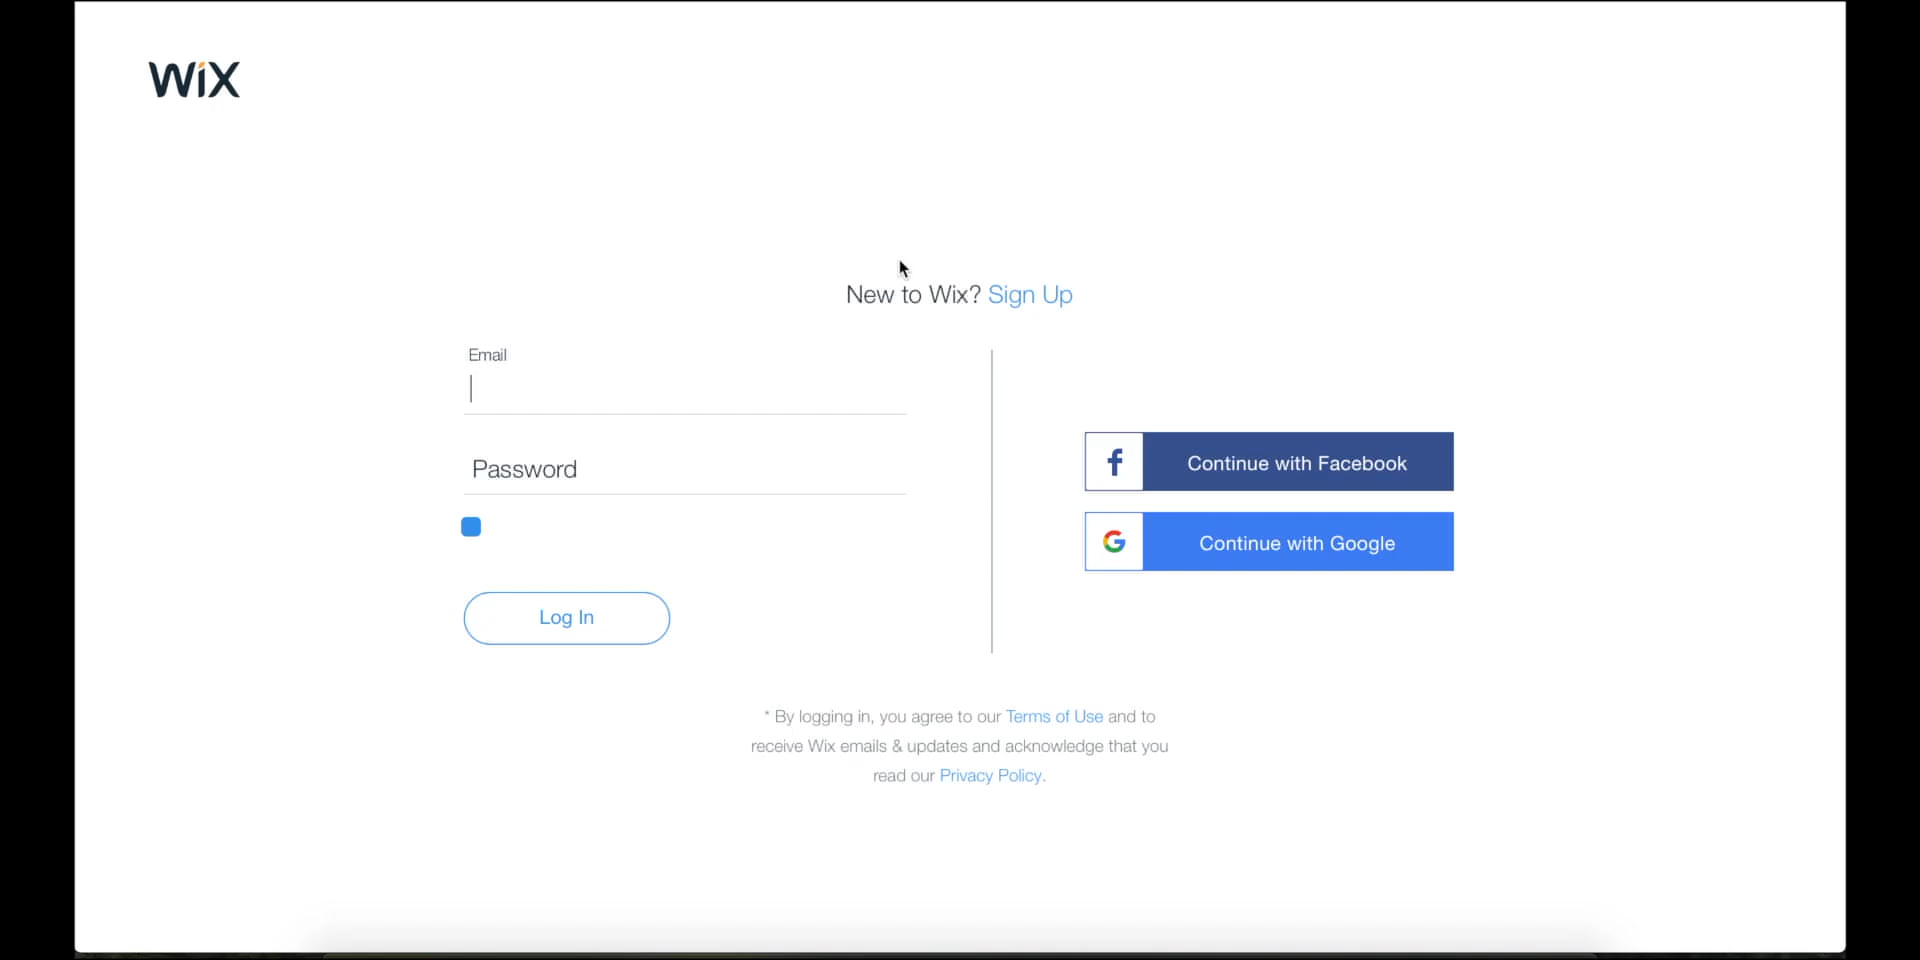 WiX
New to Wix? Sign Up
Email
Password
Log In
f Continue with Facebook
G Continue with Google
* By logging in, you agree to our Terms of Use and to
receive Wix emails & updates and acknowledge that you
read our Privacy Policy.